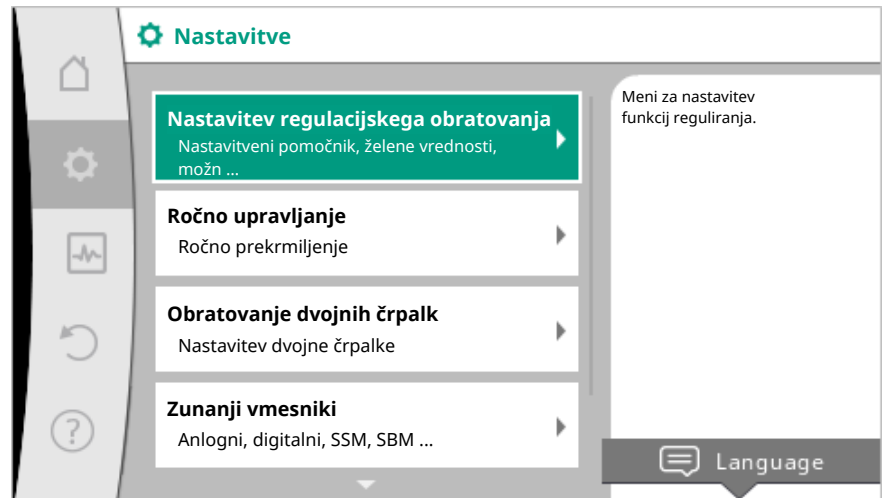 Nastavitve
Nastavitev regulacijskega obratovanja
Nastavitveni pomočnik, želene vrednosti,
možn ...
Ročno upravljanje
Ročno prekrmiljenje
Obratovanje dvojnih črpalk
Nastavitev dvojne črpalke
Zunanji vmesniki
Anlogni, digitalni, SSM, SBM ...
Meni za nastavitev
funkcij reguliranja.
Language